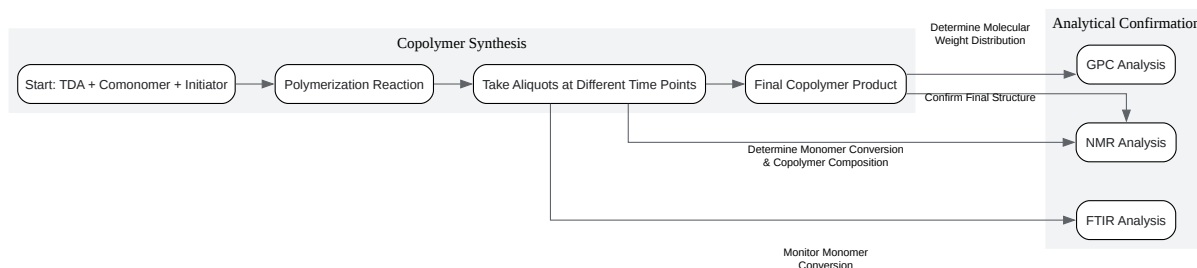 Determine Molecular
Weight Distribution
Analytical Confirmation
Copolymer Synthesis
GPC Analysis
Start: TDA + Comonomer + Initiator
Polymerization Reaction
Take Aliquots at Different Time Points
Final Copolymer Product
Confirm Final Structure
NMR Analysis
Determine Monomer Conversion
& Copolymer Composition
FTIR Analysis
Monitor Monomer
Conversion